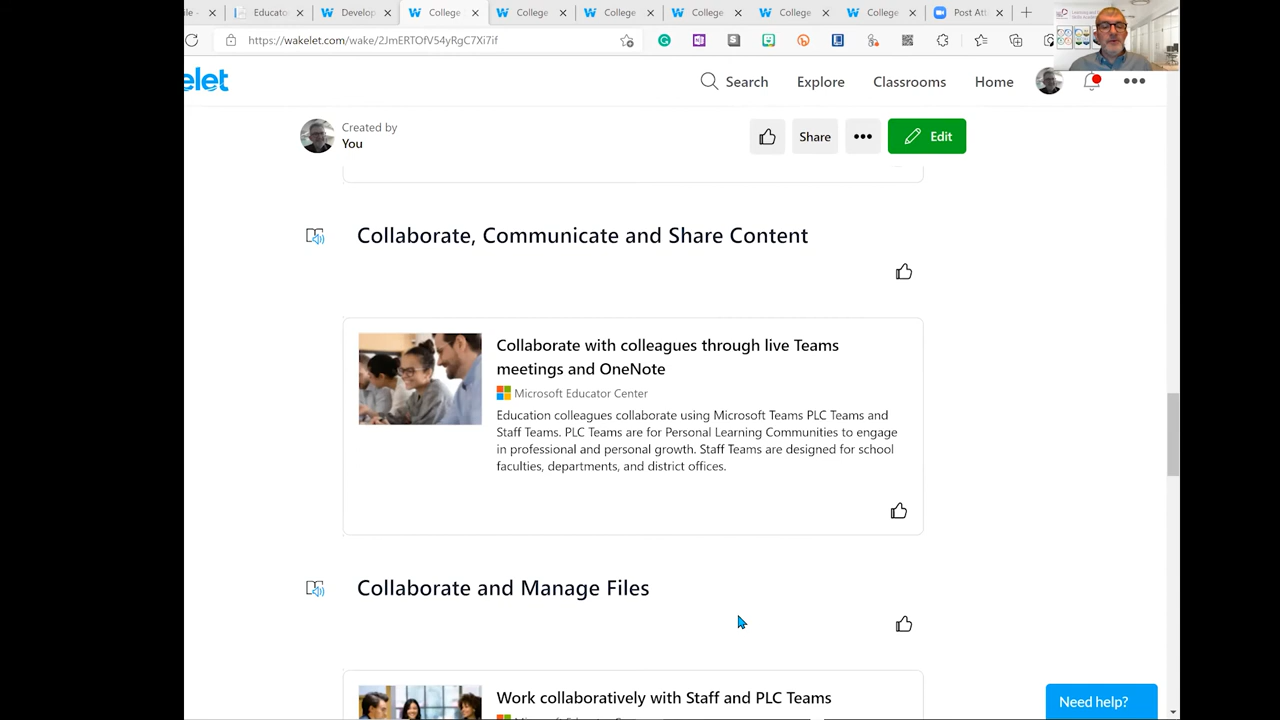 Educato
Develop
College
College
College
College
College
College
Post Att
https://wakelet.com/wake/2JmERTOfV54yRgC7Xi7if
elet
Search
Explore
Classrooms
Home
Created by
You
Share
Edit
Collaborate, Communicate and Share Content
Collaborate with colleagues through live Teams
meetings and OneNote
Microsoft Educator Center
Education colleagues collaborate using Microsoft Teams PLC Teams and
Staff Teams. PLC Teams are for Personal Learning Communities to engage
in professional and personal growth. Staff Teams are designed for school
faculties, departments, and district offices.
Collaborate and Manage Files
Work collaboratively with Staff and PLC Teams
Need help?